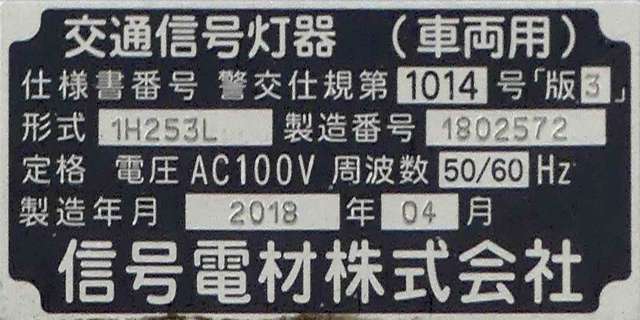 交通信号灯器 （車両用）
仕様書番号 警交仕規第 1014 号「版3」
形式 1H253L 製造番号 1802572
定格 電圧 AC100V 周波数 50/60 Hz
製造年月 2018 年 04 月
信号電材株式会社